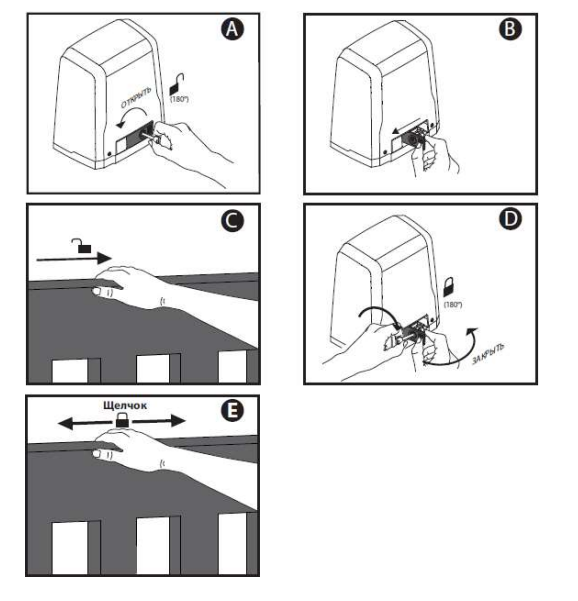 A
ОТКРЫТЬ
(180°)
B
C
D
(180°)
ЗАКРЫТЬ
E
Щелчок